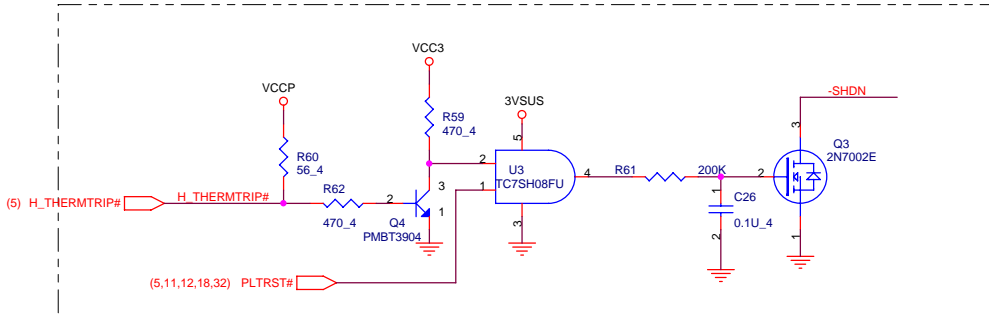 VCC3
VCCP
3VSUS
-SHDN
R59
470_4
R60
56_4
5
3
Q3
2N7002E
2
U3
TC7SH08FU
1
4
R61
200K
2
R62
H_THERMTRIP#
(5) H_THERMTRIP#
3
2
1
470_4
Q4
PMBT3904
3
1
C26
0.1U_4
2
1
(5,11,12,18,32) PLTRST#